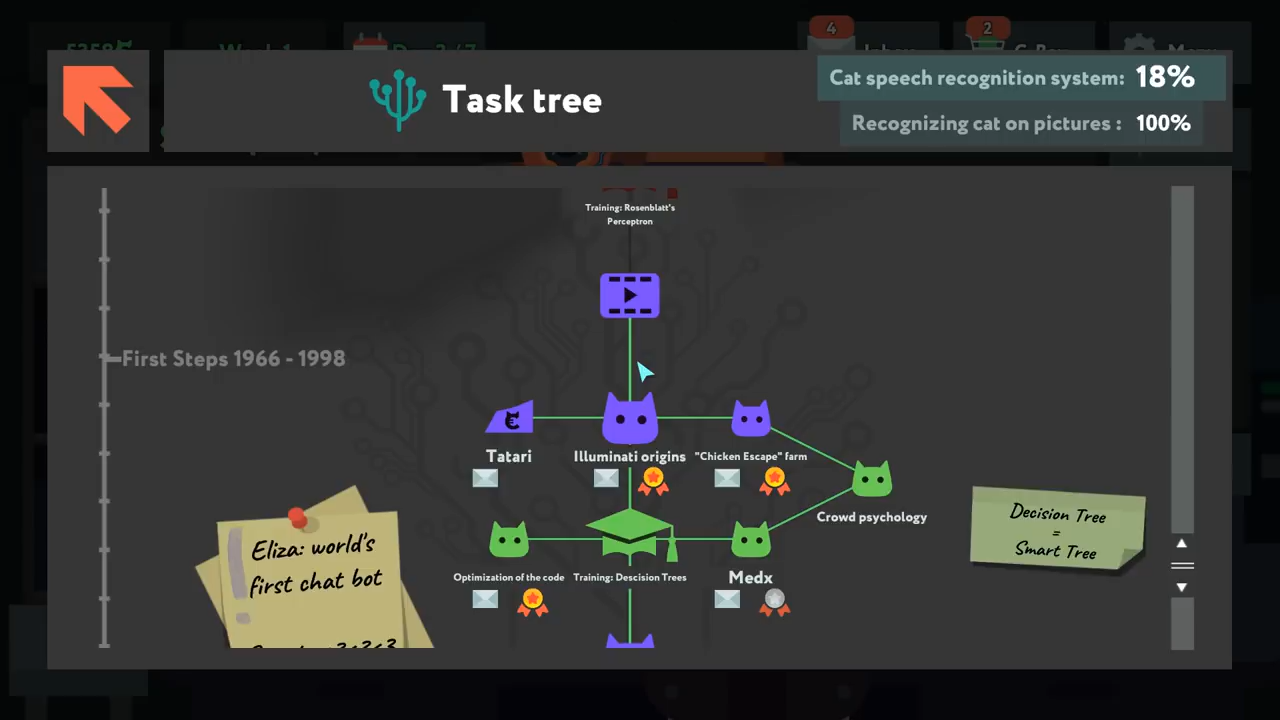 4
2
Task tree
Cat speech recognition system: 18%
Recognizing cat on pictures : 100%
Training: Rosenblatt's
Perceptron
First Steps 1966 - 1998
Tatari
Illuminati origins
"Chicken Escape" farm
Crowd psychology
Optimization of the code
Training: Descision Trees
Medx
Eliza: world's
first chat bot
Decision Tree
=
Smart Tree